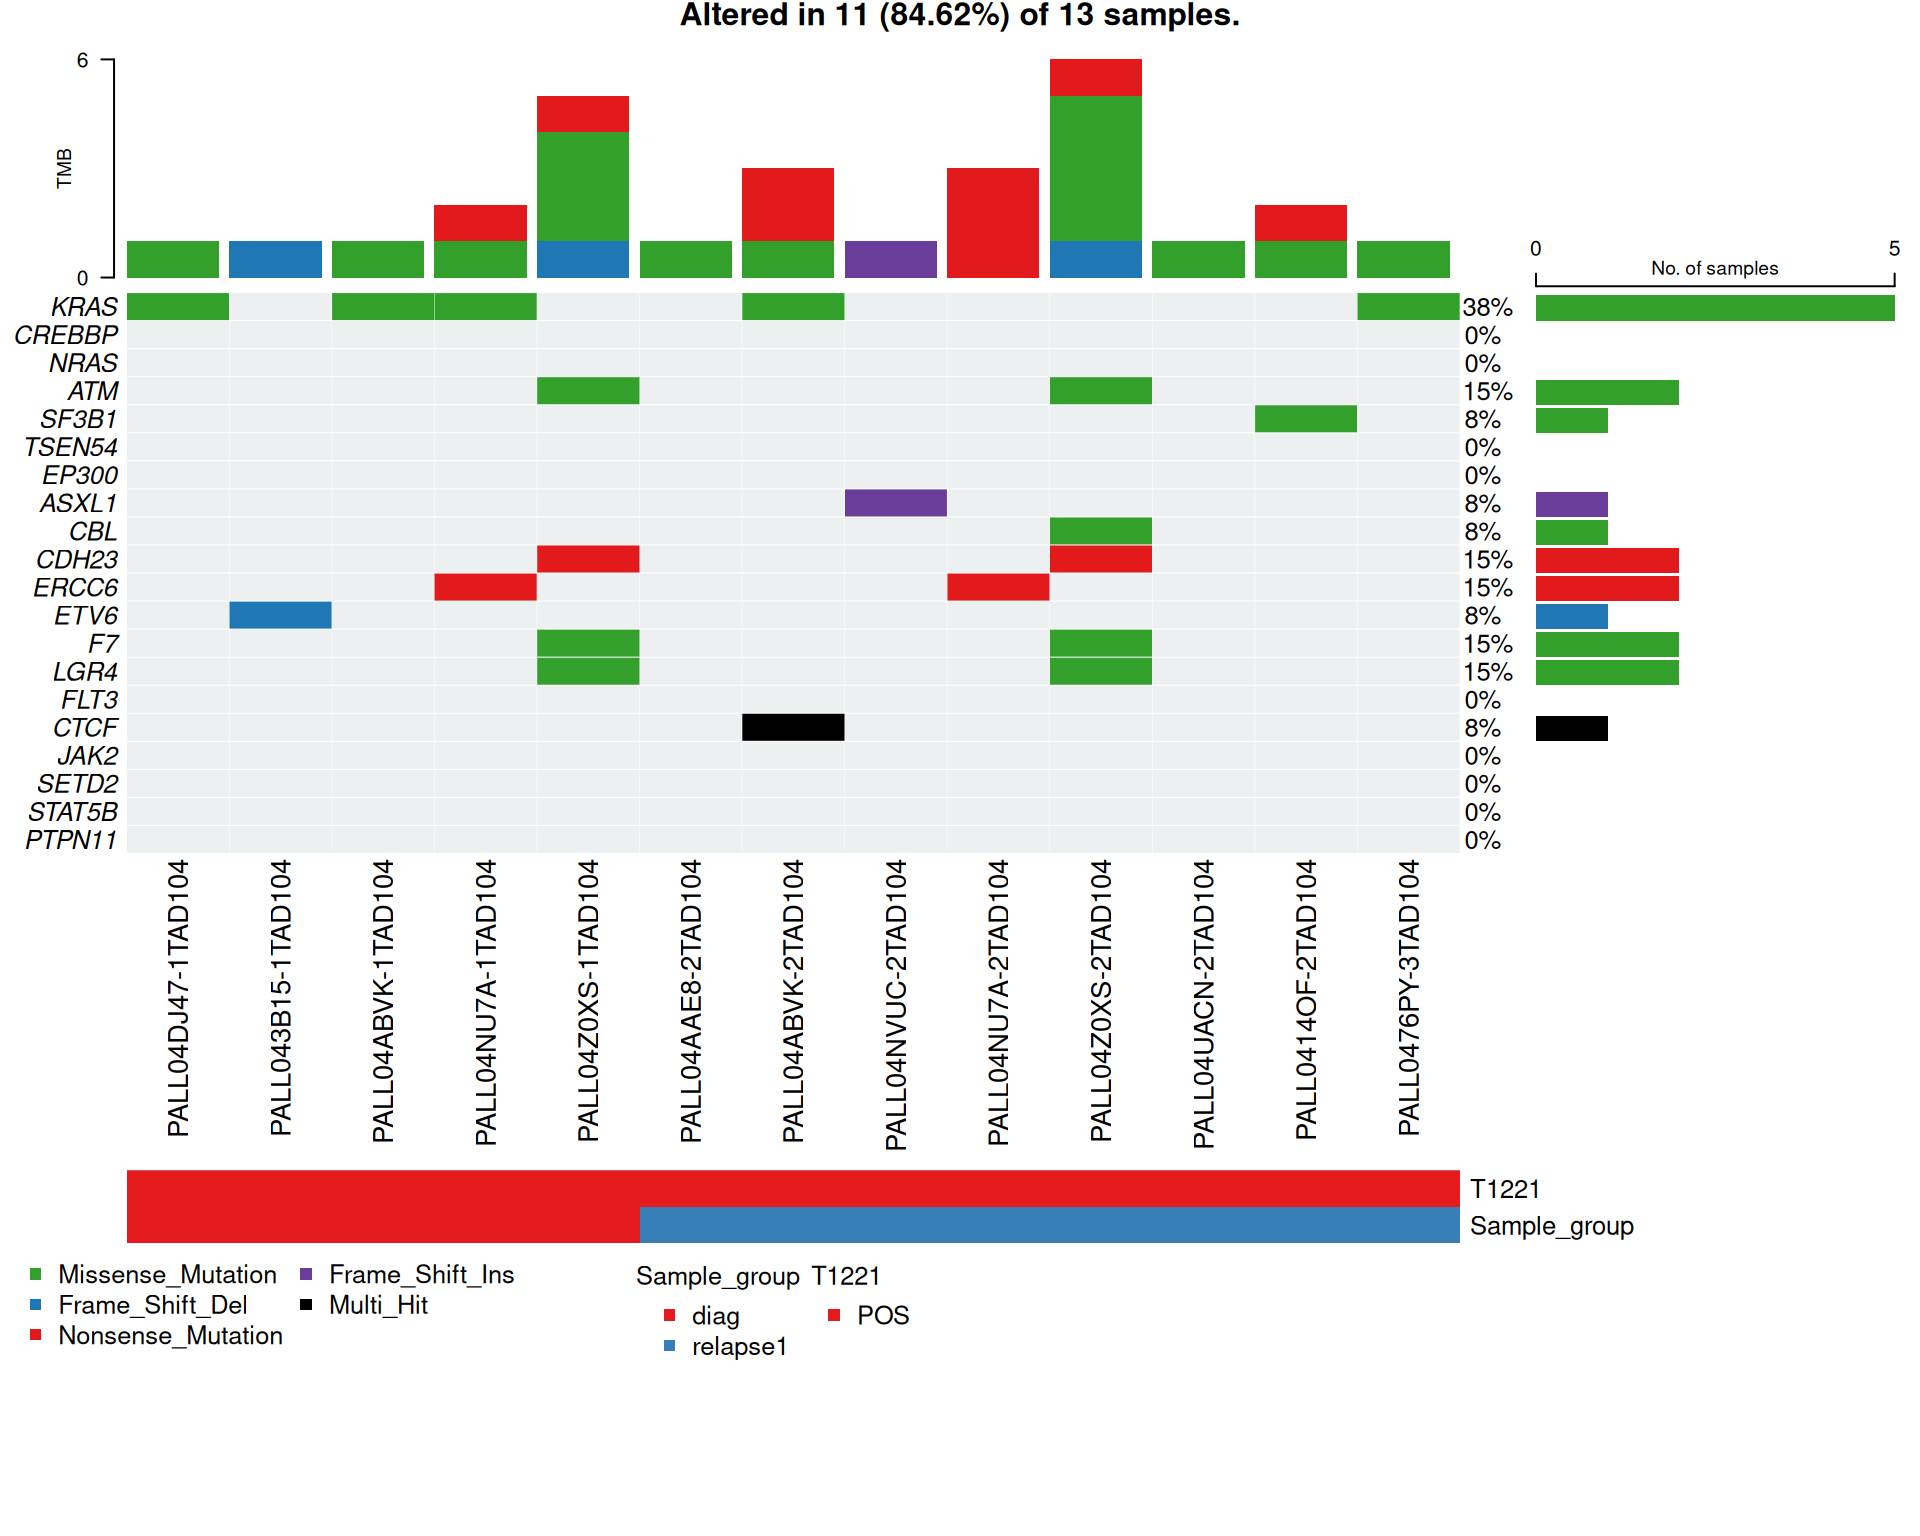 Altered in 11 (84.62%) of 13 samples.
6
TMB
0
0 5
No. of samples
KRAS 38%
CREBBP 0%
NRAS 0%
ATM 15%
SF3B1 8%
TSEN54 0%
EP300 0%
ASXL1 8%
CBL 8%
CDH23 15%
ERCC6 15%
ETV6 8%
F7 15%
LGR4 15%
FLT3 0%
CTCF 8%
JAK2 0%
SETD2 0%
STAT5B 0%
PTPN11 0%
PALL04DJ47-1TAD104
PALL043B15-1TAD104
PALL04ABVK-1TAD104
PALL04NU7A-1TAD104
PALL04Z0XS-1TAD104
PALL04AAE8-2TAD104
PALL04ABVK-2TAD104
PALL04NVUC-2TAD104
PALL04NU7A-2TAD104
PALL04Z0XS-2TAD104
PALL04UACN-2TAD104
PALL0414OF-2TAD104
PALL0476PY-3TAD104
T1221
Sample_group
Missense_Mutation Frame_Shift_Ins
Frame_Shift_Del Multi_Hit
Nonsense_Mutation
Sample_group T1221
diag POS
relapse1